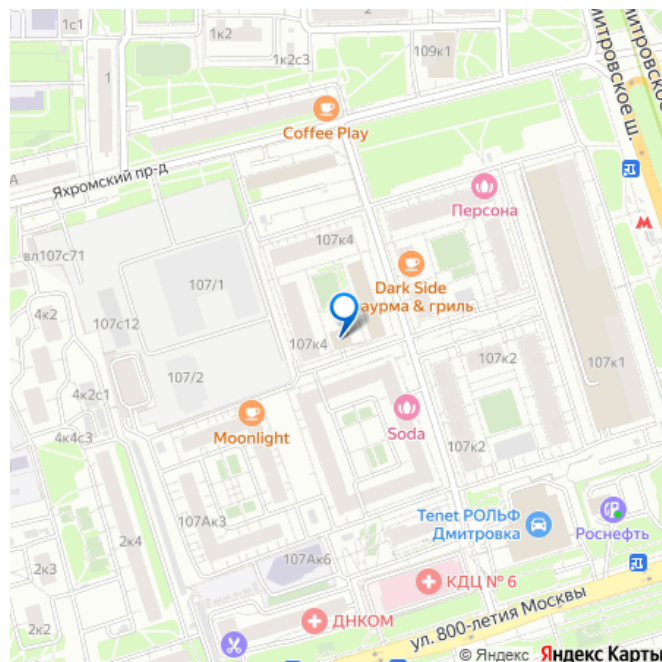 1с1
2
1к2
1к2с3
109к1
Дмитровское ш.
митровское
1
Coffee Play
Яхромский пр-д
А
Персона
вл107с71
107к4
107/1
Dark Side
аурма & гриль
4к2
107с12
107к4
107к2
107к1
107/2
4к2с1
Moonlight
Soda
4к4с3
107к2
107Ак3
Tenet РОЛЬФ
Дмитровка
Роснефть
2к4
107Ак6
2к3
КДЦ № 6
ДНКОМ
2к2
ул. 800-летия Москвы
© Яндекс Яндекс Карты